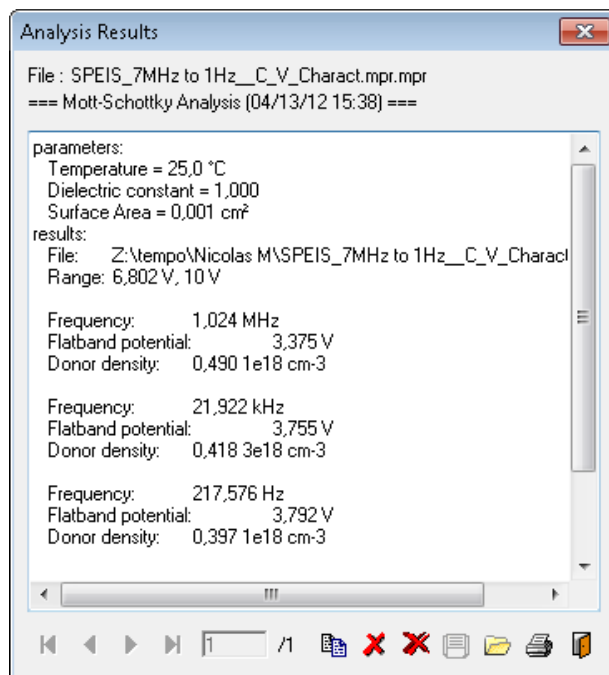 Analysis Results
File : SPEIS_7MHz to 1Hz__C_V_Charact.mpr.mpr
=== Mott-Schottky Analysis (04/13/12 15:38) ===
parameters:
Temperature = 25,0 °C
Dielectric constant = 1,000
Surface Area = 0,001 cm²
results:
File: Z:\tempo\Nicolas M\SPEIS_7MHz to 1Hz__C_V_Charact
Range: 6,802 V, 10 V
Frequency: 1,024 MHz
Flatband potential: 3,375 V
Donor density: 0,490 1e18 cm-3
Frequency: 21,922 kHz
Flatband potential: 3,755 V
Donor density: 0,418 3e18 cm-3
Frequency: 217,576 Hz
Flatband potential: 3,792 V
Donor density: 0,397 1e18 cm-3
1 /1